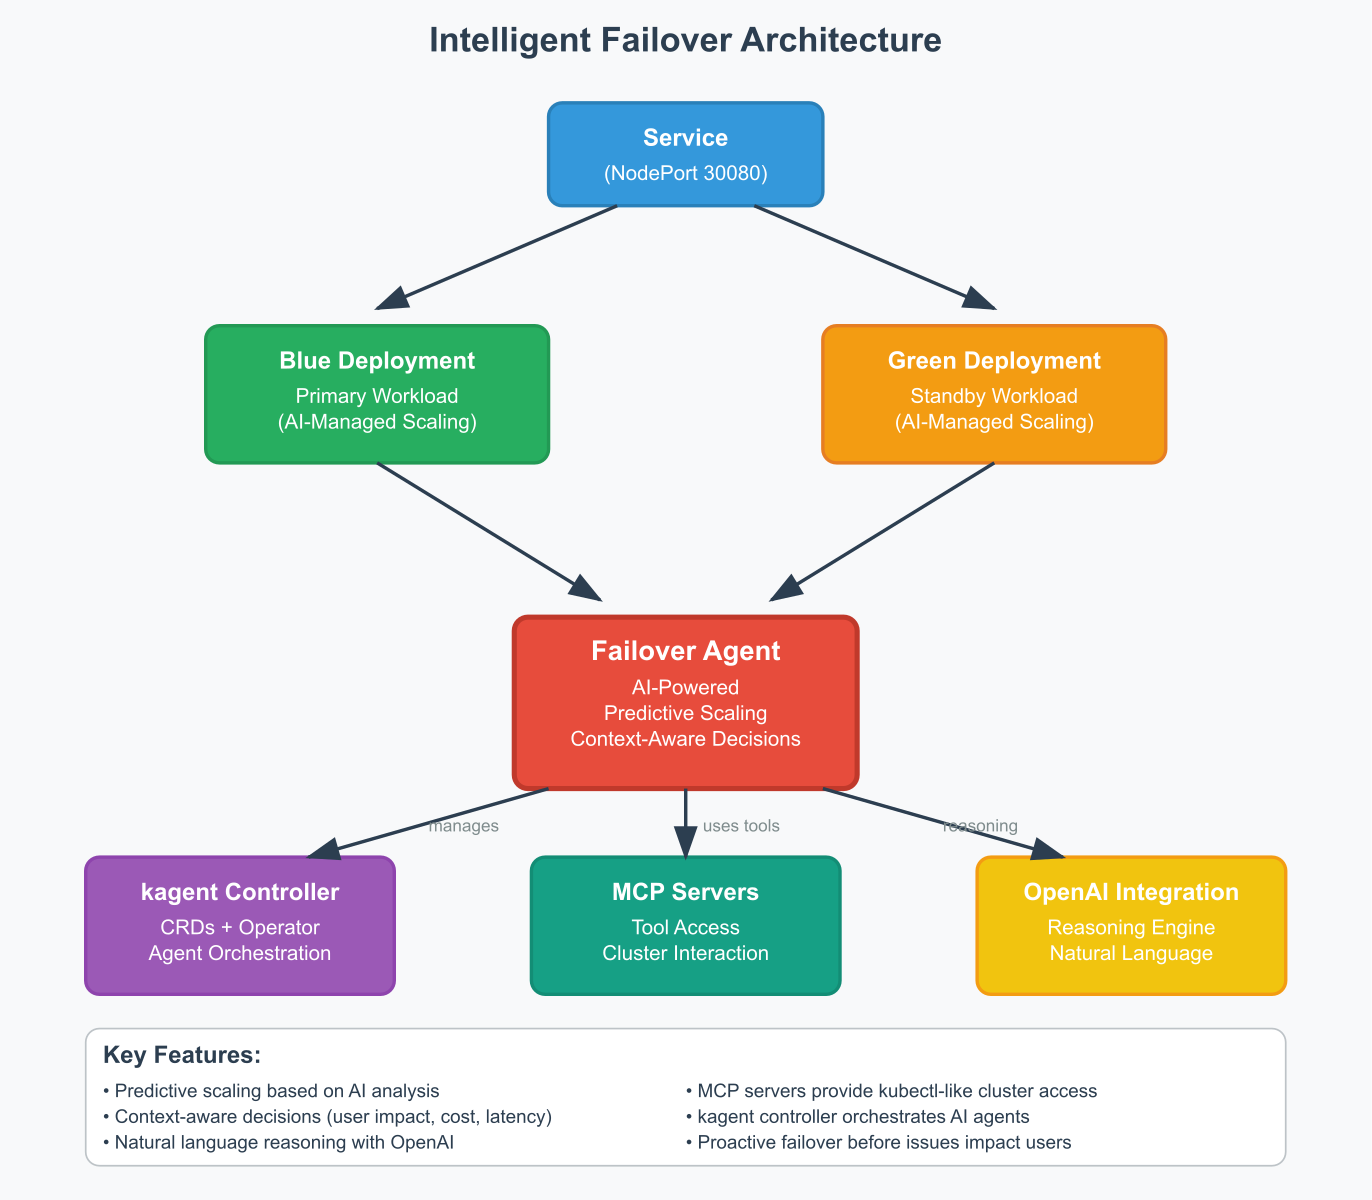 Intelligent Failover Architecture
Service
(NodePort 30080)
Blue Deployment
Primary Workload
(AI-Managed Scaling)
Green Deployment
Standby Workload
(AI-Managed Scaling)
Failover Agent
AI-Powered
Predictive Scaling
Context-Aware Decisions
manages
uses tools
reasoning
kagent Controller
CRDs + Operator
Agent Orchestration
MCP Servers
Tool Access
Cluster Interaction
OpenAI Integration
Reasoning Engine
Natural Language
Key Features:
• Predictive scaling based on AI analysis
• Context-aware decisions (user impact, cost, latency)
• Natural language reasoning with OpenAI
• MCP servers provide kubectl-like cluster access
• kagent controller orchestrates AI agents
• Proactive failover before issues impact users